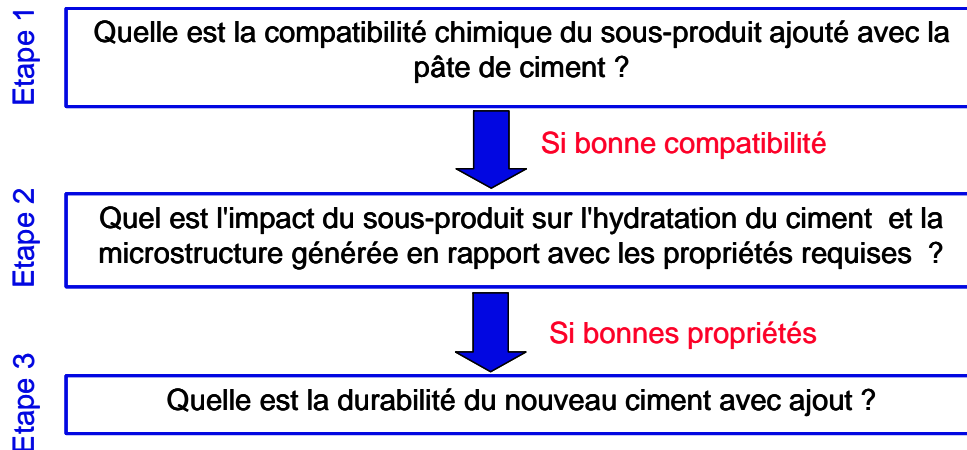 Etape 1
Quelle est la compatibilité chimique du sous-produit ajouté avec la
pâte de ciment ?
Si bonne compatibilité
Etape 2
Quel est l'impact du sous-produit sur l'hydratation du ciment et la
microstructure générée en rapport avec les propriétés requises ?
Si bonnes propriétés
Etape 3
Quelle est la durabilité du nouveau ciment avec ajout ?